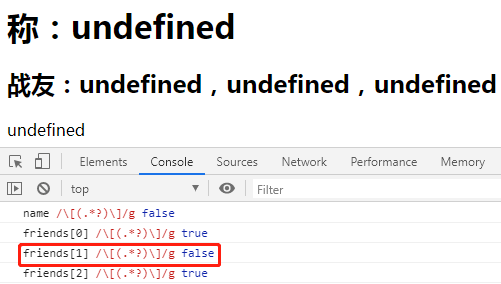 称：undefined
战友：undefined，undefined，undefined
undefined
Elements Console Sources Network Performance Memory
top Filter
name /\[(.*?)\]/g false
friends[0] /\[(.*?)\]/g true
friends[1] /\[(.*?)\]/g false
friends[2] /\[(.*?)\]/g true